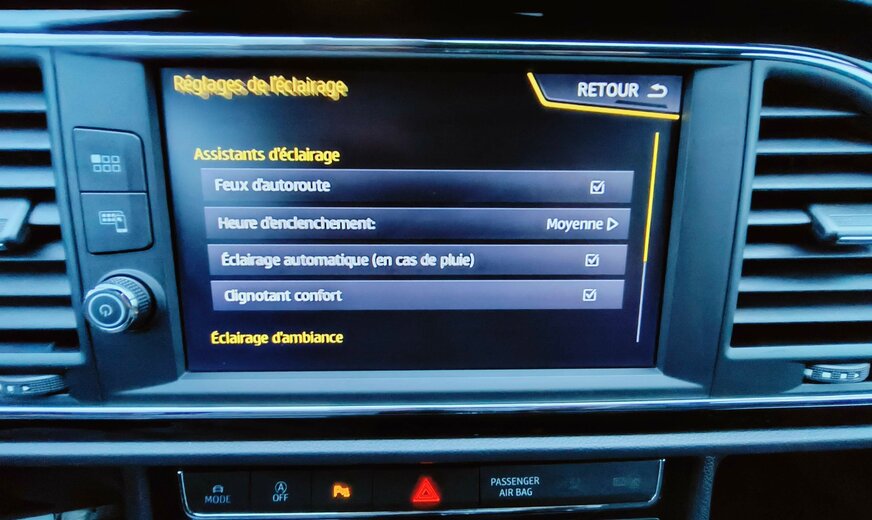 Réglages de l'éclairage
RETOUR
Assistants d'éclairage
Feux d'autoroute
Heure d'enclenchement: Moyenne
Éclairage automatique (en cas de pluie)
Clignotant confort
Éclairage d'ambiance
MODE
A
OFF
PASSENGER
AIR BAG